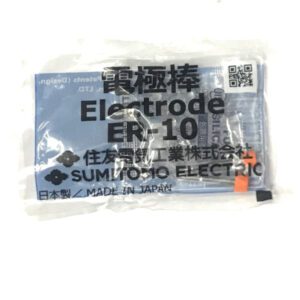 電極棒
Electrode
ER-10
住友電気工業株式会社
SUMITOMO ELECTRIC
日本製／MADE IN JAPAN